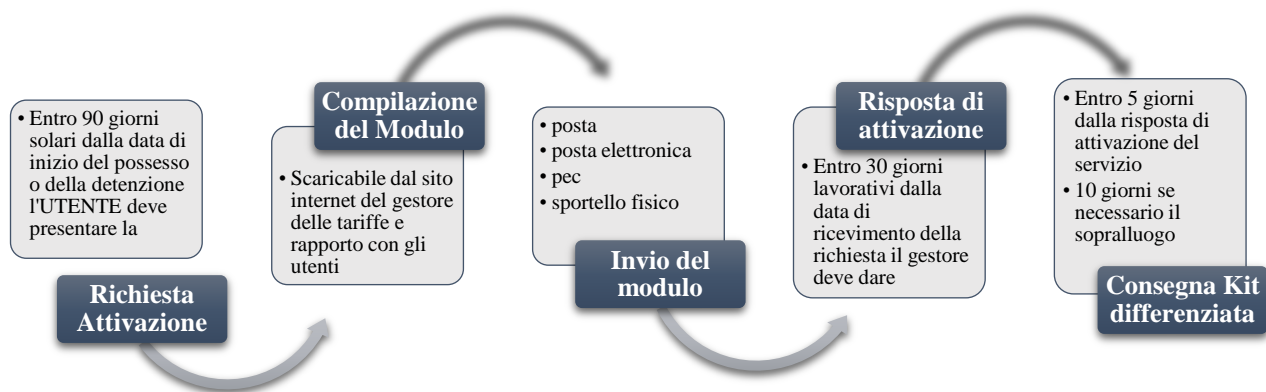 • Entro 90 giorni
solari dalla data di
inizio del possesso
o della detenzione
l'UTENTE deve
presentare la
Richiesta
Attivazione
Compilazione
del Modulo
• Scaricabile dal sito
internet del gestore
delle tariffe e
rapporto con gli
utenti
• posta
• posta elettronica
• pec
• sportello fisico
Invio del
modulo
Risposta di
attivazione
• Entro 30 giorni
lavorativi dalla
data di
ricevimento della
richiesta il gestore
deve dare
• Entro 5 giorni
dalla risposta di
attivazione del
servizio
• 10 giorni se
necessario il
sopralluogo
Consegna Kit
differenziata